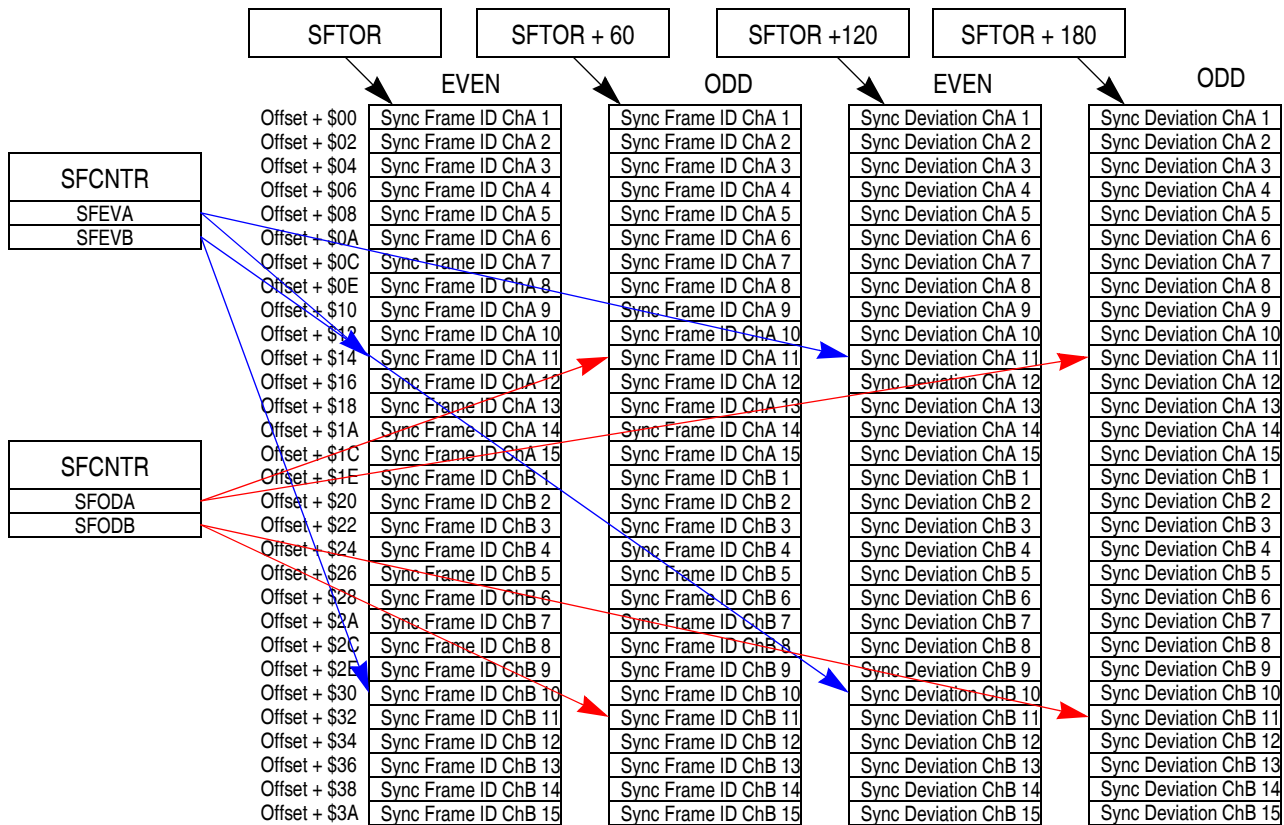 SFTOR SFTOR + 60 SFTOR +120 SFTOR + 180
EVEN ODD EVEN ODD
Offset + $00 Sync Frame ID ChA 1 Sync Frame ID ChA 1 Sync Deviation ChA 1 Sync Deviation ChA 1
Offset + $02 Sync Frame ID ChA 2 Sync Frame ID ChA 2 Sync Deviation ChA 2 Sync Deviation ChA 2
Offset + $04 Sync Frame ID ChA 3 Sync Frame ID ChA 3 Sync Deviation ChA 3 Sync Deviation ChA 3
SFCNTR
Offset + $06 Sync Frame ID ChA 4 Sync Frame ID ChA 4 Sync Deviation ChA 4 Sync Deviation ChA 4
SFEVA Offset + $08 Sync Frame ID ChA 5 Sync Frame ID ChA 5 Sync Deviation ChA 5 Sync Deviation ChA 5
SFEVB Offset + $0A Sync Frame ID ChA 6 Sync Frame ID ChA 6 Sync Deviation ChA 6 Sync Deviation ChA 6
Offset + $0C Sync Frame ID ChA 7 Sync Frame ID ChA 7 Sync Deviation ChA 7 Sync Deviation ChA 7
Offset + $0E Sync Frame ID ChA 8 Sync Frame ID ChA 8 Sync Deviation ChA 8 Sync Deviation ChA 8
Offset + $10 Sync Frame ID ChA 9 Sync Frame ID ChA 9 Sync Deviation ChA 9 Sync Deviation ChA 9
Offset + $12 Sync Frame ID ChA 10 Sync Frame ID ChA 10 Sync Deviation ChA 10 Sync Deviation ChA 10
Offset + $14 Sync Frame ID ChA 11 Sync Frame ID ChA 11 Sync Deviation ChA 11 Sync Deviation ChA 11
Offset + $16 Sync Frame ID ChA 12 Sync Frame ID ChA 12 Sync Deviation ChA 12 Sync Deviation ChA 12
Offset + $18 Sync Frame ID ChA 13 Sync Frame ID ChA 13 Sync Deviation ChA 13 Sync Deviation ChA 13
Offset + $1A Sync Frame ID ChA 14 Sync Frame ID ChA 14 Sync Deviation ChA 14 Sync Deviation ChA 14
SFCNTR
Offset + $1C Sync Frame ID ChA 15 Sync Frame ID ChA 15 Sync Deviation ChA 15 Sync Deviation ChA 15
Offset + $1E Sync Frame ID ChB 1 Sync Frame ID ChB 1 Sync Deviation ChB 1 Sync Deviation ChB 1
SFODA Offset + $20 Sync Frame ID ChB 2 Sync Frame ID ChB 2 Sync Deviation ChB 2 Sync Deviation ChB 2
SFODB Offset + $22 Sync Frame ID ChB 3 Sync Frame ID ChB 3 Sync Deviation ChB 3 Sync Deviation ChB 3
Offset + $24 Sync Frame ID ChB 4 Sync Frame ID ChB 4 Sync Deviation ChB 4 Sync Deviation ChB 4
Offset + $26 Sync Frame ID ChB 5 Sync Frame ID ChB 5 Sync Deviation ChB 5 Sync Deviation ChB 5
Offset + $28 Sync Frame ID ChB 6 Sync Frame ID ChB 6 Sync Deviation ChB 6 Sync Deviation ChB 6
Offset + $2A Sync Frame ID ChB 7 Sync Frame ID ChB 7 Sync Deviation ChB 7 Sync Deviation ChB 7
Offset + $2C Sync Frame ID ChB 8 Sync Frame ID ChB 8 Sync Deviation ChB 8 Sync Deviation ChB 8
Offset + $2E Sync Frame ID ChB 9 Sync Frame ID ChB 9 Sync Deviation ChB 9 Sync Deviation ChB 9
Offset + $30 Sync Frame ID ChB 10 Sync Frame ID ChB 10 Sync Deviation ChB 10 Sync Deviation ChB 10
Offset + $32 Sync Frame ID ChB 11 Sync Frame ID ChB 11 Sync Deviation ChB 11 Sync Deviation ChB 11
Offset + $34 Sync Frame ID ChB 12 Sync Frame ID ChB 12 Sync Deviation ChB 12 Sync Deviation ChB 12
Offset + $36 Sync Frame ID ChB 13 Sync Frame ID ChB 13 Sync Deviation ChB 13 Sync Deviation ChB 13
Offset + $38 Sync Frame ID ChB 14 Sync Frame ID ChB 14 Sync Deviation ChB 14 Sync Deviation ChB 14
Offset + $3A Sync Frame ID ChB 15 Sync Frame ID ChB 15 Sync Deviation ChB 15 Sync Deviation ChB 15